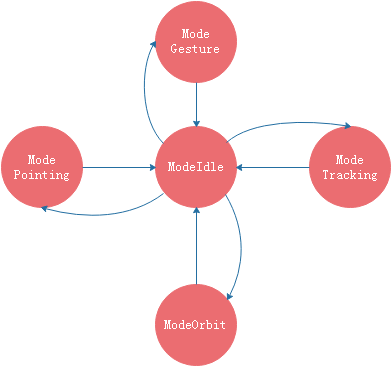 Mode
Gesture
Mode
Pointing
ModeIdle
Mode
Tracking
ModeOrbit